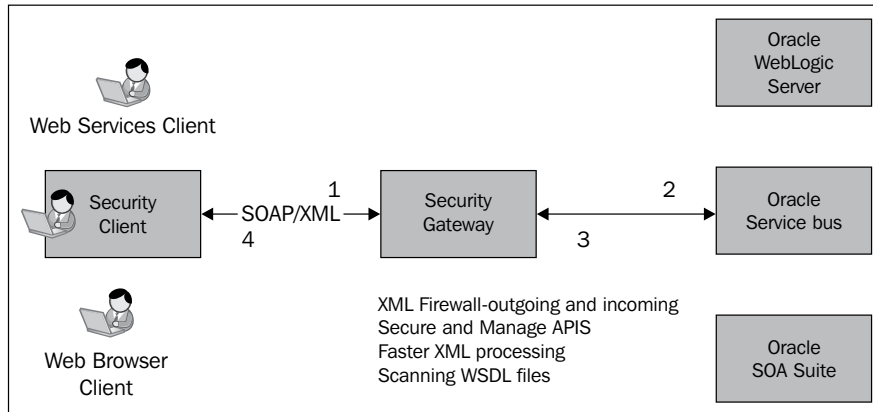 Oracle
WebLogic
Server
Web Services Client
Security
Client
1
SOAP/XML
4
Security
Gateway
2
3
Oracle
Service bus
XML Firewall-outgoing and incoming
Secure and Manage APIS
Faster XML processing
Scanning WSDL files
Web Browser
Client
Oracle
SOA Suite